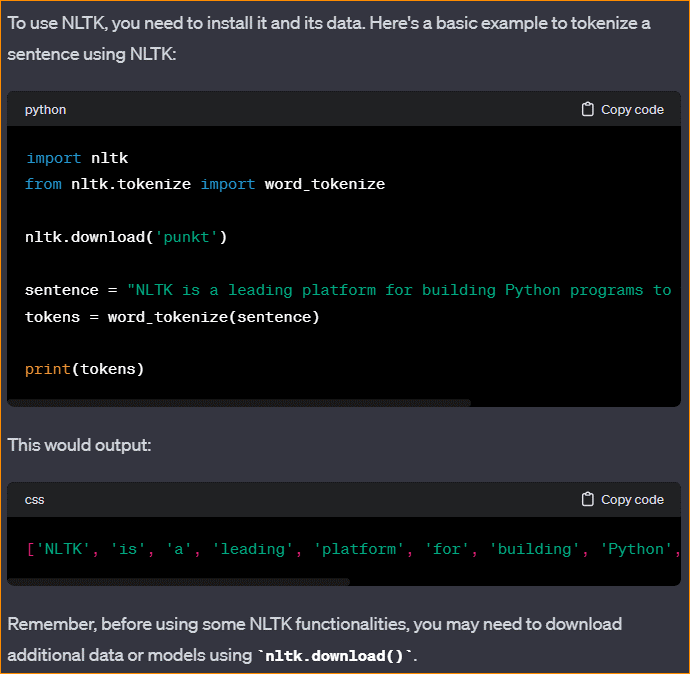 To use NLTK, you need to install it and its data. Here's a basic example to tokenize a
sentence using NLTK:
python
Copy code
import nltk
from nltk.tokenize import word_tokenize
nltk.download('punkt')
sentence = "NLTK is a leading platform for building Python programs to
tokens = word_tokenize(sentence)
print(tokens)
This would output:
css
Copy code
['NLTK', 'is', 'a', 'leading', 'platform', 'for', 'building', 'Python',
Remember, before using some NLTK functionalities, you may need to download
additional data or models using `nltk.download()`.